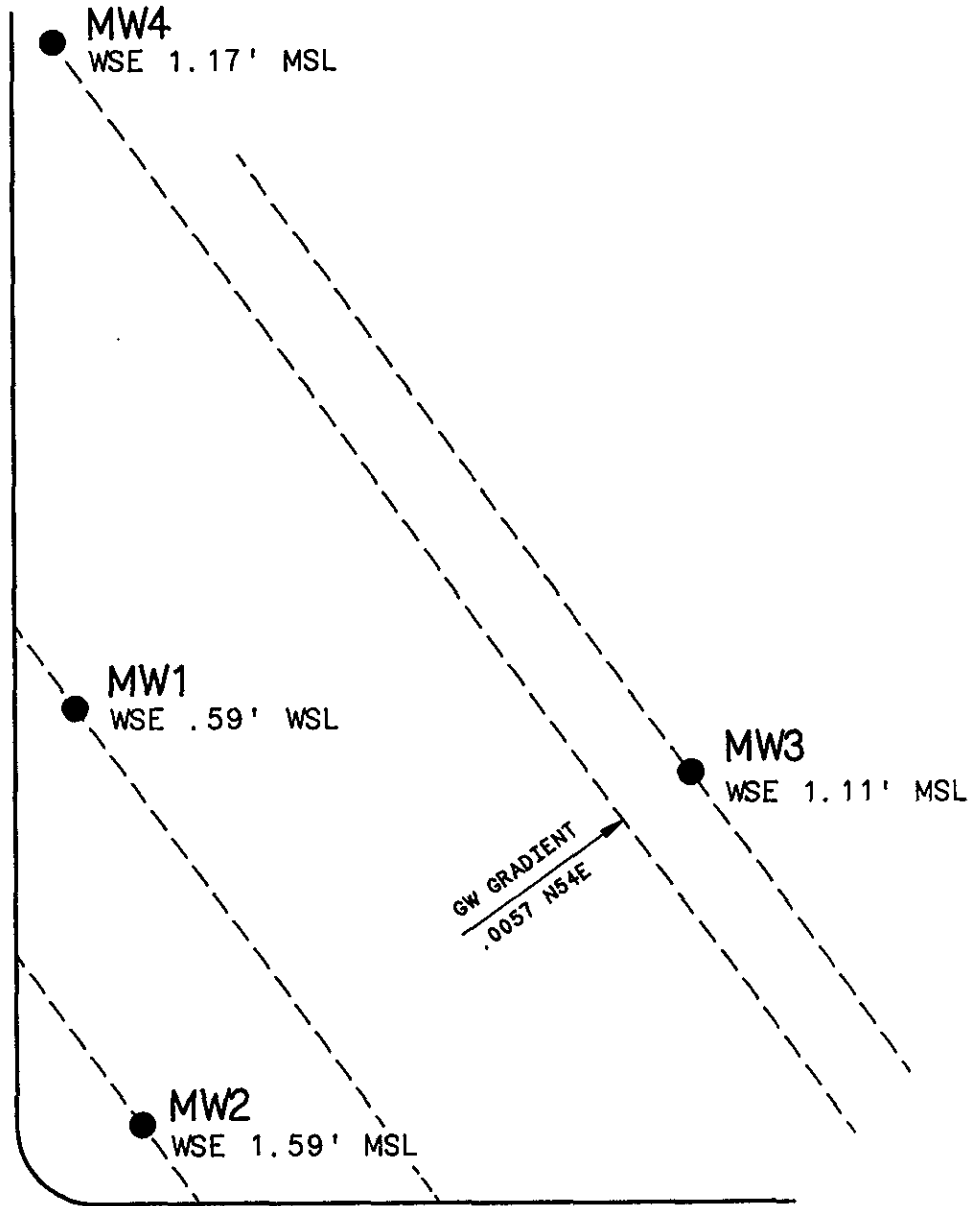 MW4
WSE 1.17' MSL
MW1
WSE .59' WSL
MW3
WSE 1.11' MSL
GW GRADIENT
.0057 N54E
MW2
WSE 1.59' MSL